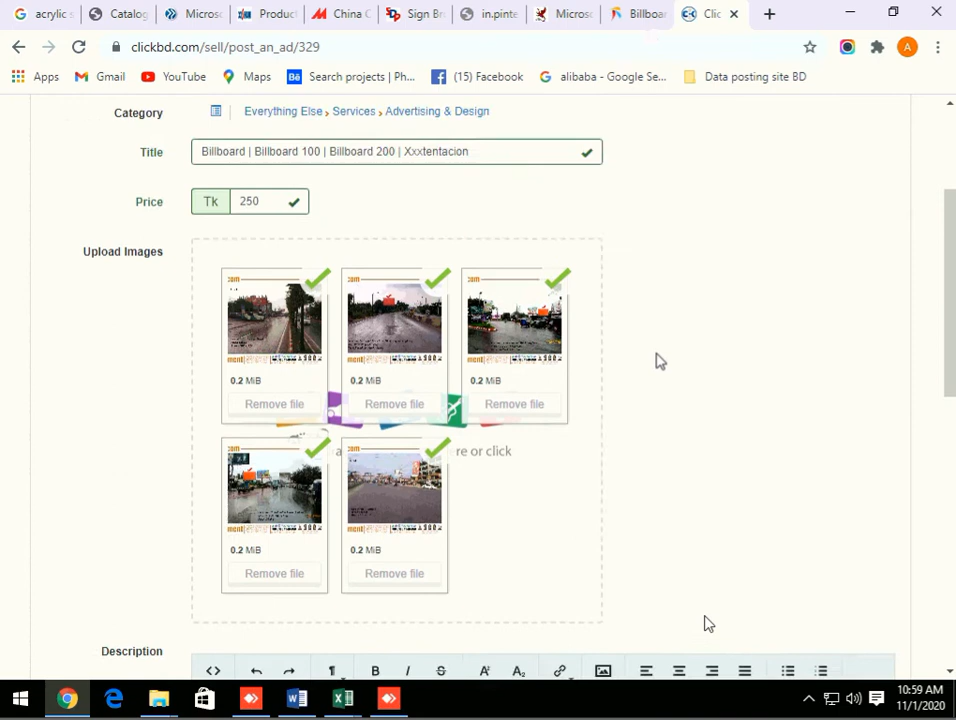 acrylic s
Catalog
Microso
Product
China C
Sign Bra
in.pinte
Microso
Billboar
Clic
clickbd.com/sell/post_an_ad/329
A
Apps
Gmail
YouTube
Maps
Search projects | Ph...
(15) Facebook
alibaba - Google Se...
Data posting site BD
Category
Everything Else › Services › Advertising & Design
Title
Billboard | Billboard 100 | Billboard 200 | Xxxtentacion
Price
Tk 250
Upload Images
0.2 MiB
0.2 MiB
0.2 MiB
Remove file
Remove file
Remove file
re or click
0.2 MiB
0.2 MiB
Remove file
Remove file
Description
10:59 AM
11/1/2020